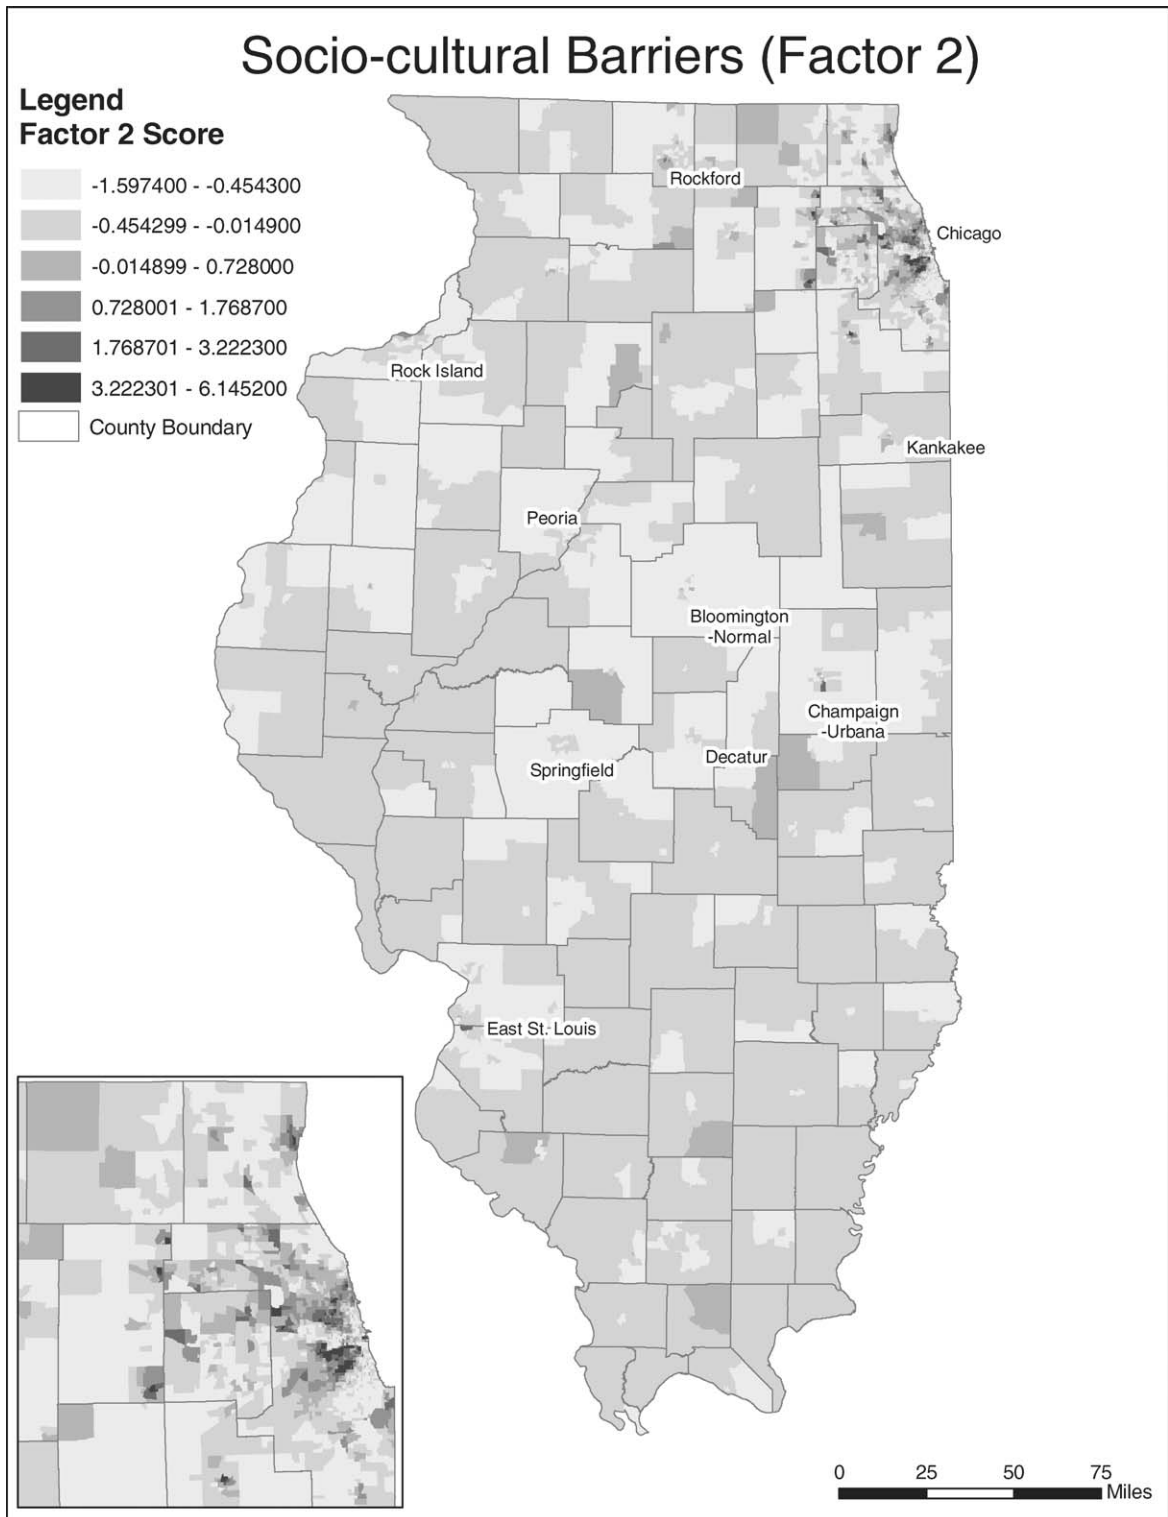 Socio-cultural Barriers (Factor 2)
Legend
Factor 2 Score
-1.597400 - -0.454300
-0.454299 - -0.014900
-0.014899 - 0.728000
0.728001 - 1.768700
1.768701 - 3.222300
3.222301 - 6.145200
County Boundary
Rockford
Chicago
Rock Island
Kankakee
Peoria
Bloomington
-Normal
Champaign
-Urbana
Decatur
Springfield
East St. Louis
0 25 50 75
Miles